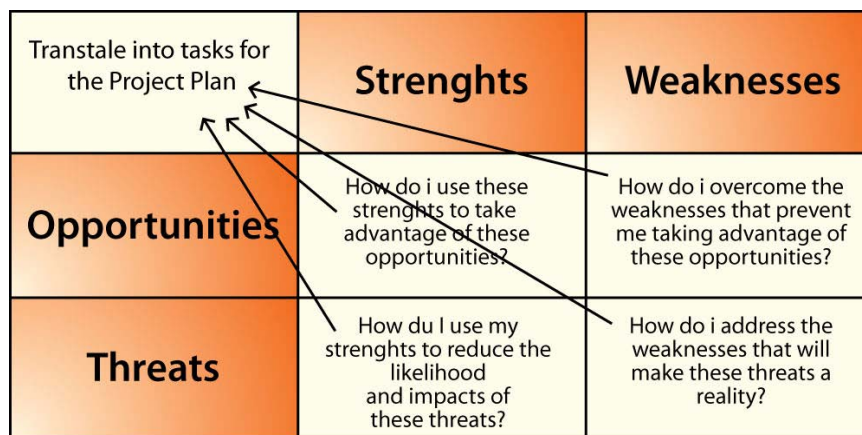 Transtale into tasks for
the Project Plan
Strenghts
Weaknesses
Opportunities
How do i use these
strenghts to take
advantage of these
opportunities?
How do i overcome the
weaknesses that prevent
me taking advantage of
these opportunities?
Threats
How du I use my
strenghts to reduce the
likelihood
and impacts of
these threats?
How do i address the
weaknesses that will
make these threats a
reality?